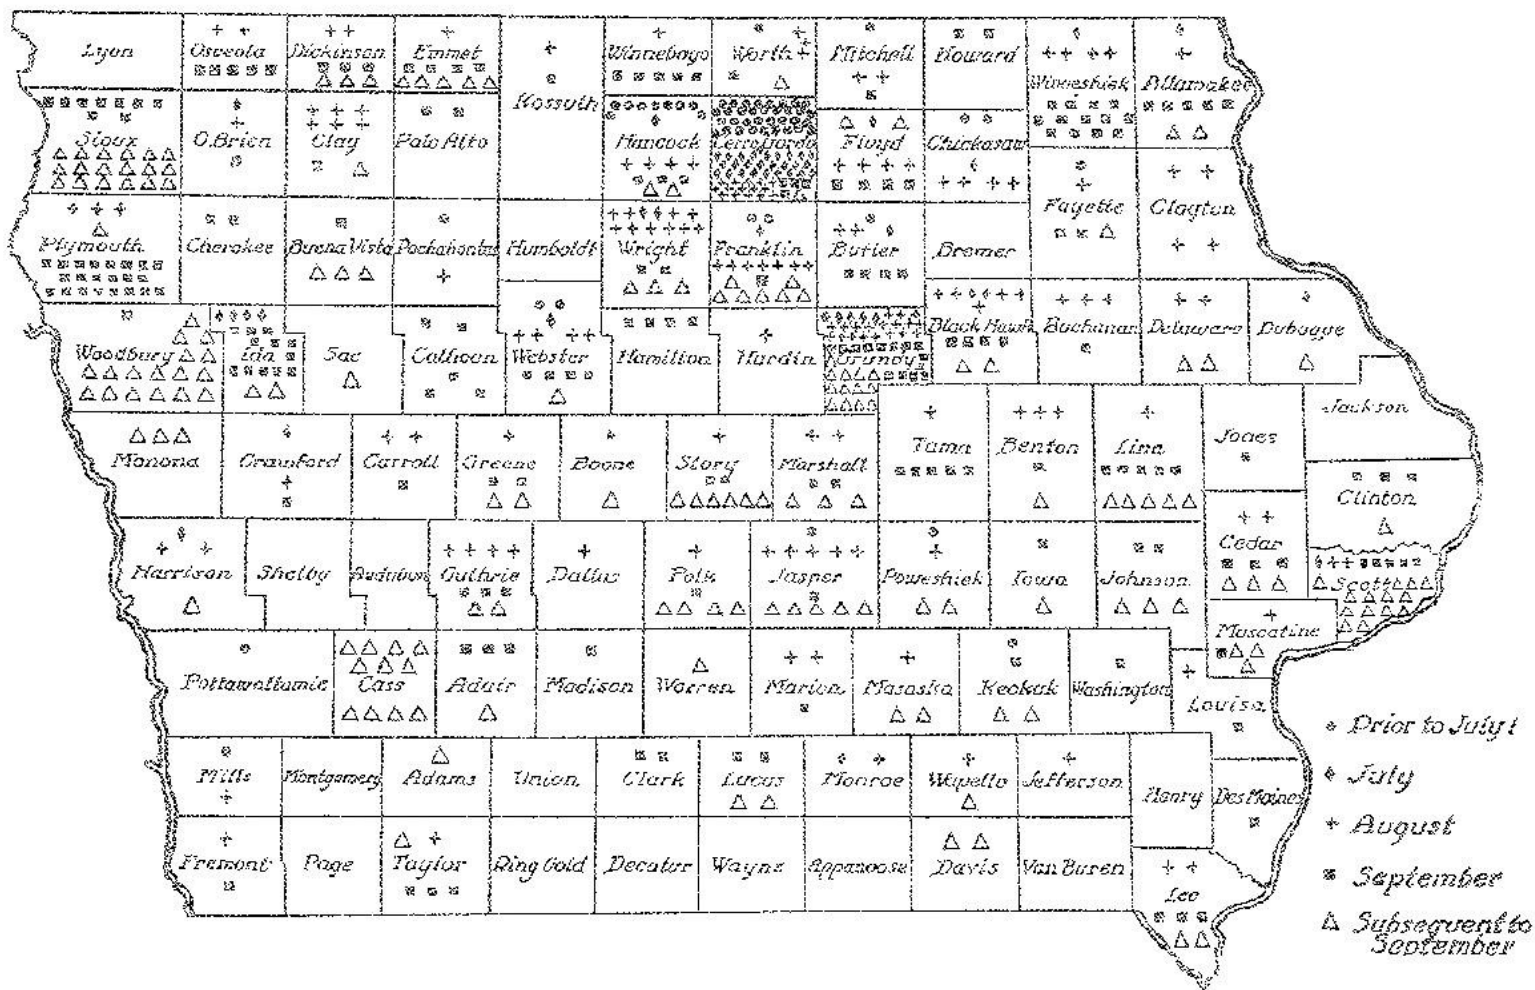 Lyon
Osceola
Dickinson
Emmet
Kossuth
Winnebago
Worth
Mitchell
Howard
Winneshiek
Allamakee
Sioux
O.Brien
Clay
Palo Alto
Hancock
Cerro Gordo
Floyd
Chickasaw
Fayette
Clayton
Plymouth
Cherokee
Buena Vista
Pochahontas
Humboldt
Wright
Franklin
Butler
Bremer
Woodbury
Ida
Sac
Calhoun
Webster
Hamilton
Hardin
Grundy
Black Hawk
Buchanan
Delaware
Dubuque
Jackson
Monona
Crawford
Carroll
Greene
Boone
Story
Marshall
Tama
Benton
Linn
Jones
Clinton
Harrison
Shelby
Audubon
Guthrie
Dallas
Polk
Jasper
Poweshiek
Iowa
Johnson
Cedar
Scott
Muscatine
Pottawattamie
Cass
Adair
Madison
Warren
Marion
Mahaska
Keokuk
Washington
Louisa
Mills
Montgomery
Adams
Union
Clark
Lucas
Monroe
Wapello
Jefferson
Henry
Des Moines
Fremont
Page
Taylor
Ring Gold
Decatur
Wayne
Appanoose
Davis
Van Buren
Lee
Prior to July 1
July
August
September
Subsequent to
September